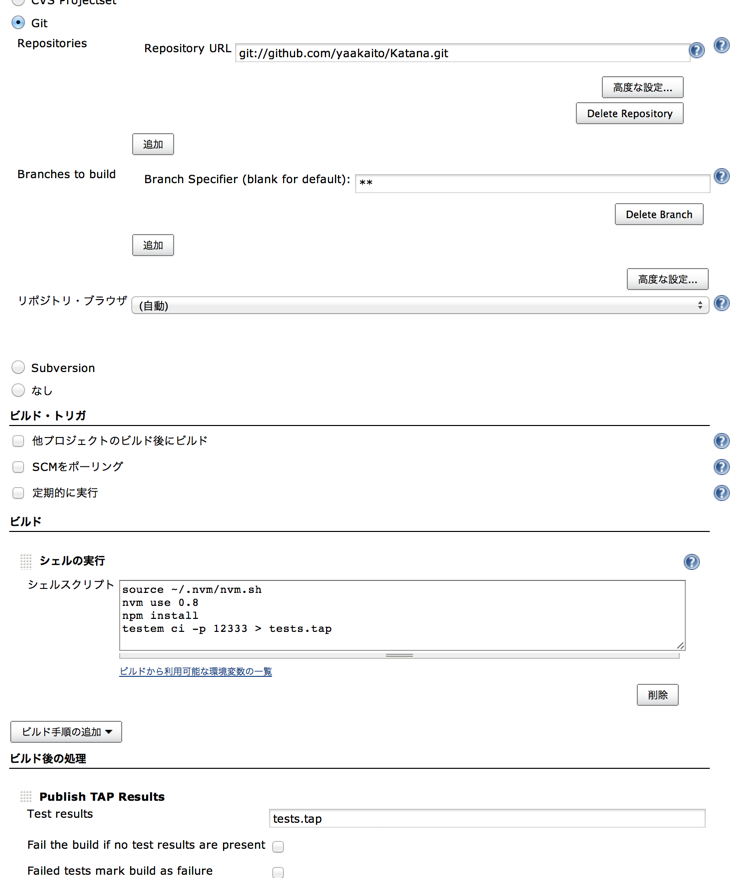 CVS Projectset
Git
Repositories
Repository URL git://github.com/yaakaito/Katana.git
高度な設定...
Delete Repository
追加
Branches to build
Branch Specifier (blank for default): **
Delete Branch
追加
高度な設定...
リポジトリ・ブラウザ (自動)
Subversion
なし
ビルド・トリガ
他プロジェクトのビルド後にビルド
SCMをポーリング
定期的に実行
ビルド
シェルの実行
シェルスクリプト
source ~/.nvm/nvm.sh
nvm use 0.8
npm install
testem ci -p 12333 > tests.tap
ビルドから利用可能な環境変数の一覧
削除
ビルド手順の追加
ビルド後の処理
Publish TAP Results
Test results tests.tap
Fail the build if no test results are present
Failed tests mark build as failure